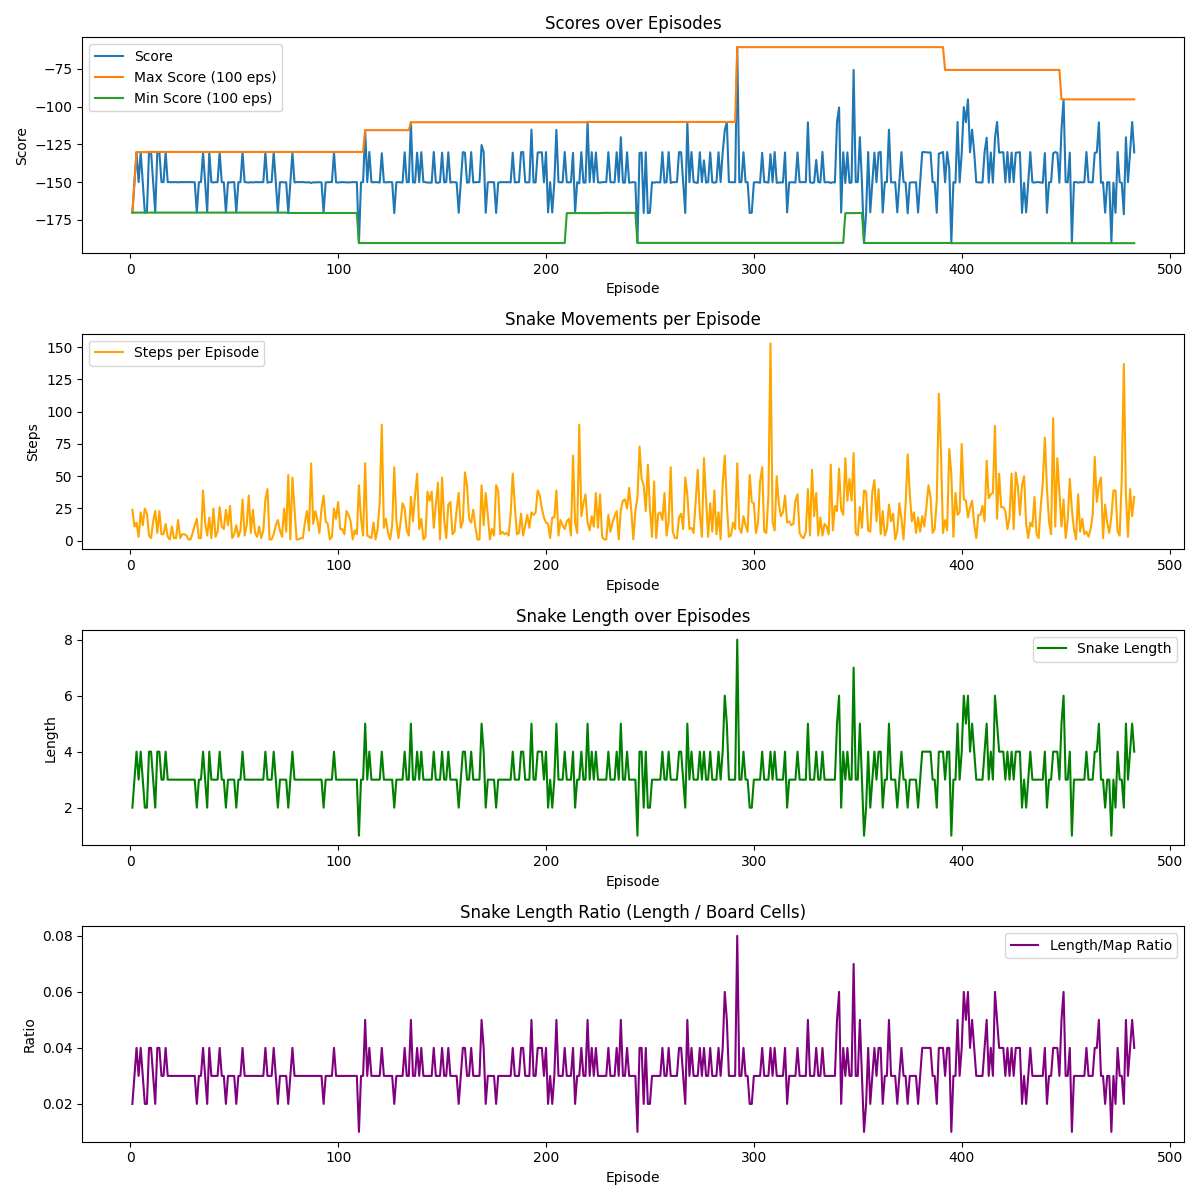 Scores over Episodes
Score
Max Score (100 eps)
Min Score (100 eps)
Score
−75
−100
−125
−150
−175
0 100 200 300 400 500
Episode
Snake Movements per Episode
Steps per Episode
Steps
150
125
100
75
50
25
0
0 100 200 300 400 500
Episode
Snake Length over Episodes
Snake Length
Length
8
6
4
2
0 100 200 300 400 500
Episode
Snake Length Ratio (Length / Board Cells)
Length/Map Ratio
Ratio
0.08
0.06
0.04
0.02
0 100 200 300 400 500
Episode